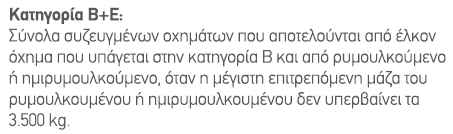 Κατηγορία Β+Ε:
Σύνολα συζευγμένων οχημάτων που αποτελούνται από έλκον
όχημα που υπάγεται στην κατηγορία Β και από ρυμουλκούμενο
ή ημιρυμουλκούμενο, όταν η μέγιστη επιτρεπόμενη μάζα του
ρυμουλκουμένου ή ημιρυμουλκουμένου δεν υπερβαίνει τα
3.500 kg.